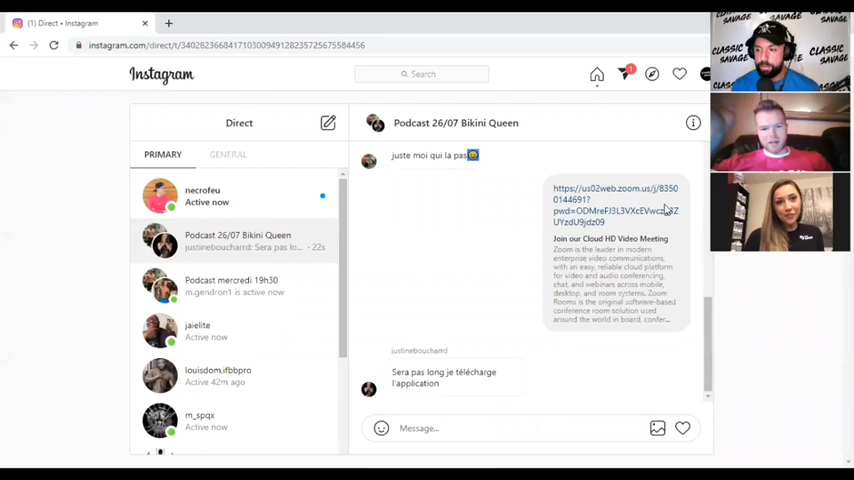 (1) Direct • Instagram
instagram.com/direct/t/340282366841710300949128235725675584456
Instagram
Search
1
Direct
PRIMARY
GENERAL
necrofeu
Active now
Podcast 26/07 Bikini Queen
justineboucharrd: Sera pas lo... · 22s
Podcast mercredi 19h30
m.gendron1 is active now
jaielite
Active now
louisdom.ifbbpro
Active 42m ago
m_spqx
Active now
Podcast 26/07 Bikini Queen
juste moi qui la pas
https://us02web.zoom.us/j/8350
0144691?
UYzdU9jdz09
Join our Cloud HD Video Meeting
Zoom is the leader in modern
enterprise video communications,
with an easy, reliable cloud platform
for video and audio conferencing,
chat, and webinars across mobile,
desktop, and room systems. Zoom
Rooms is the original software-based
conference room solution used
around the world in board, confer...
justineboucharrd
Sera pas long je télécharge
l'application
Message...
CLASSIC
SAVAGE
CLASSIC
SAVAGE